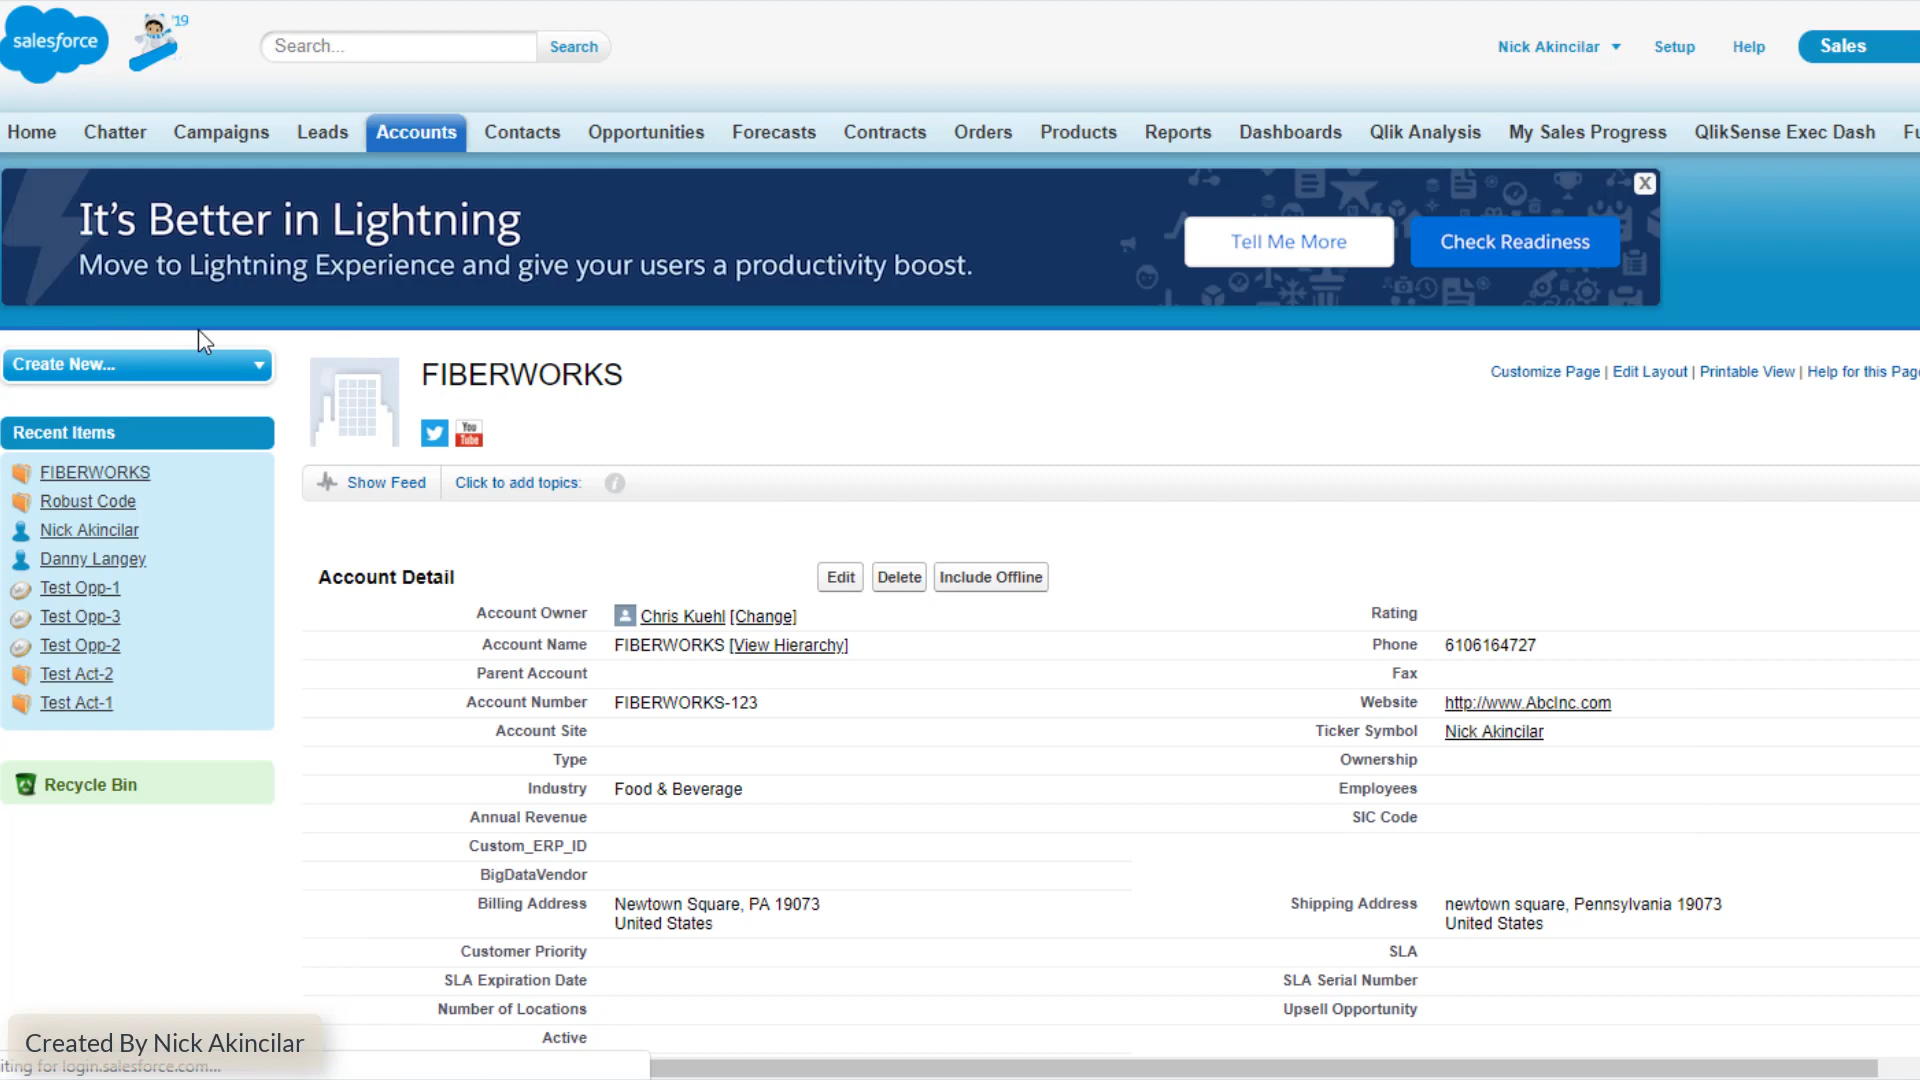 salesforce
'19
Search...
Search
Nick Akincilar
Setup
Help
Sales
Home
Chatter
Campaigns
Leads
Accounts
Contacts
Opportunities
Forecasts
Contracts
Orders
Products
Reports
Dashboards
Qlik Analysis
My Sales Progress
QlikSense Exec Dash
Fu
It's Better in Lightning
Move to Lightning Experience and give your users a productivity boost.
Tell Me More
Check Readiness
X
Create New...
Recent Items
FIBERWORKS
Robust Code
Nick Akincilar
Danny Langey
Test Opp-1
Test Opp-3
Test Opp-2
Test Act-2
Test Act-1
Recycle Bin
FIBERWORKS
Customize Page | Edit Layout | Printable View | Help for this Page
You
Tube
Show Feed
Click to add topics:
i
Account Detail
Edit
Delete
Include Offline
Account Owner
Chris Kuehl [Change]
Rating
Account Name
FIBERWORKS [View Hierarchy]
Phone
6106164727
Parent Account
Fax
Account Number
FIBERWORKS-123
Website
http://www.AbcInc.com
Account Site
Ticker Symbol
Nick Akincilar
Type
Ownership
Industry
Food & Beverage
Employees
Annual Revenue
SIC Code
Custom_ERP_ID
BigDataVendor
Billing Address
Newtown Square, PA 19073
United States
Shipping Address
newtown square, Pennsylvania 19073
United States
Customer Priority
SLA
SLA Expiration Date
SLA Serial Number
Number of Locations
Upsell Opportunity
Active
Created By Nick Akincilar
iting for login.salesforce.com...